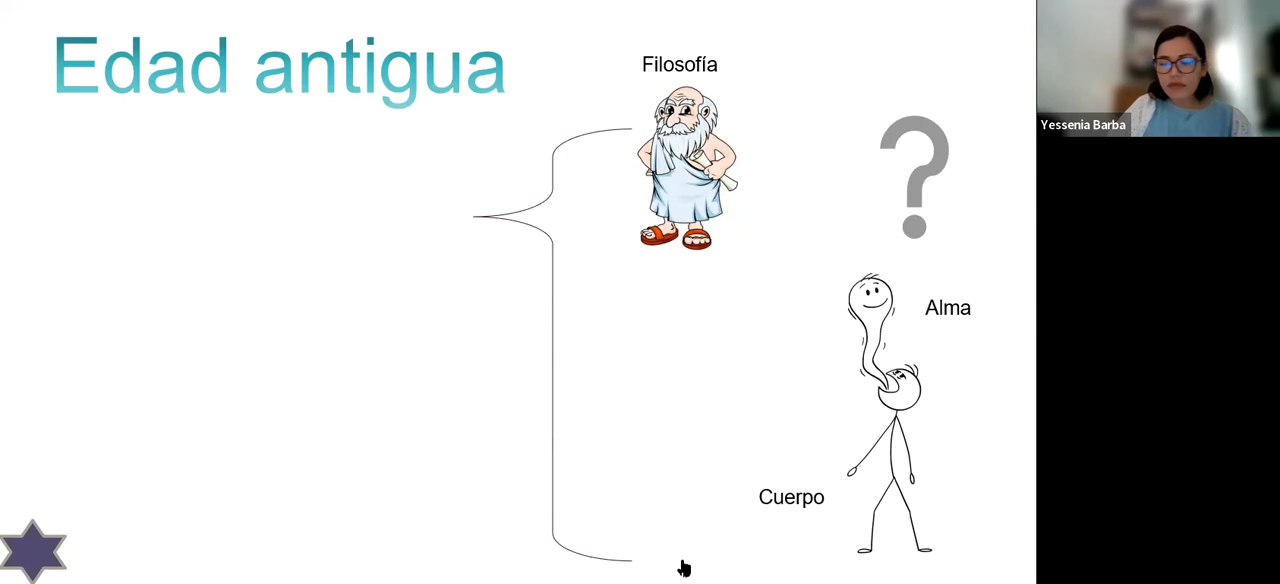 Edad antigua
Filosofía
Yessenia Barba
Alma
Cuerpo